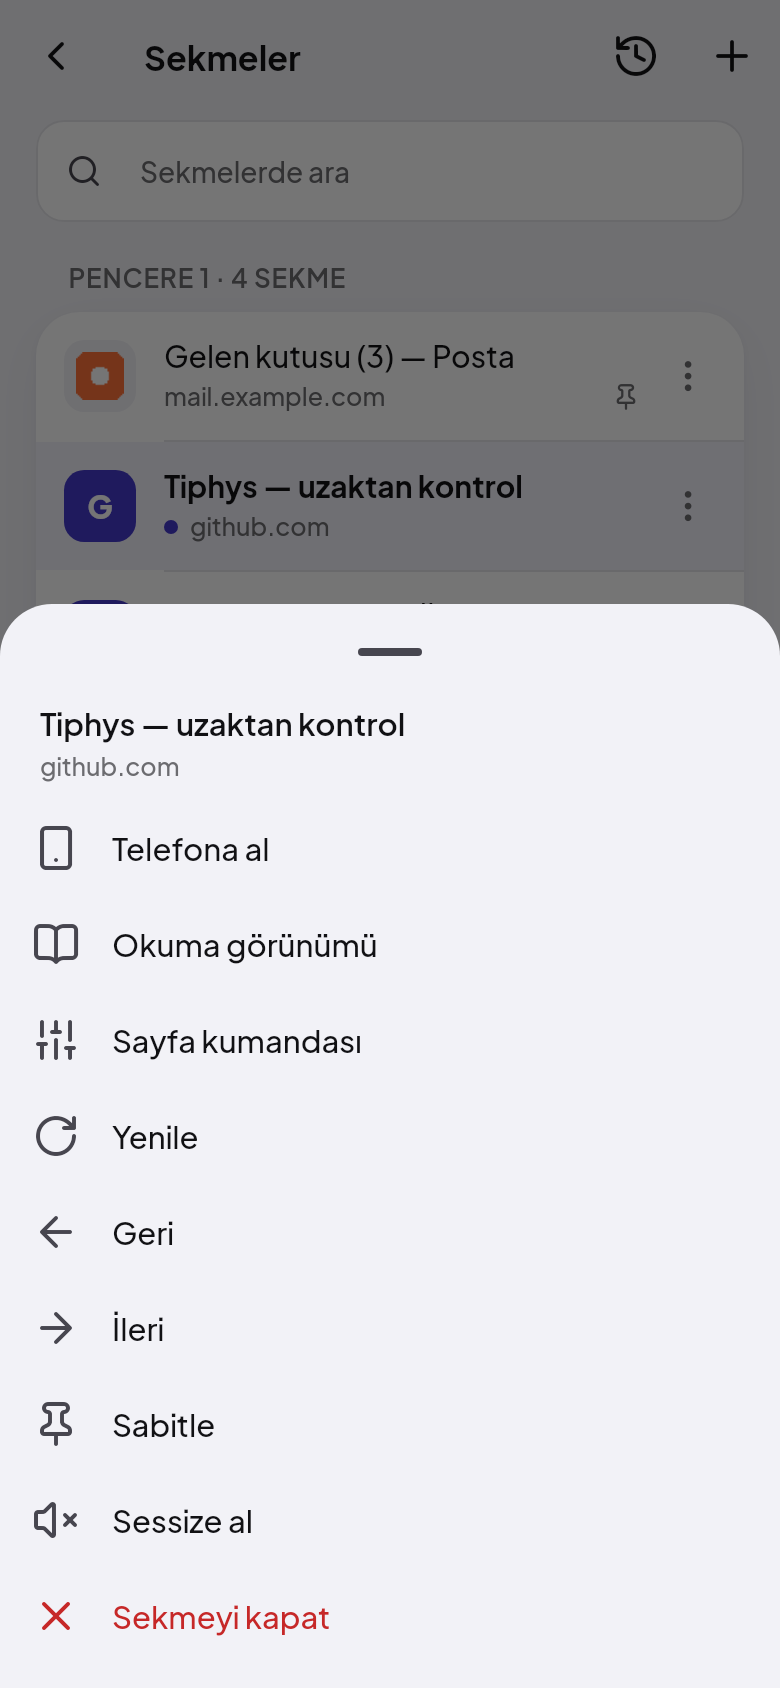 Sekmeler
Sekmelerde ara
PENCERE 1 · 4 SEKME
Gelen kutusu (3) — Posta
mail.example.com
G
Tiphys — uzaktan kontrol
github.com
Tiphys — uzaktan kontrol
github.com
Telefona al
Okuma görünümü
Sayfa kumandası
Yenile
Geri
İleri
Sabitle
Sessize al
Sekmeyi kapat